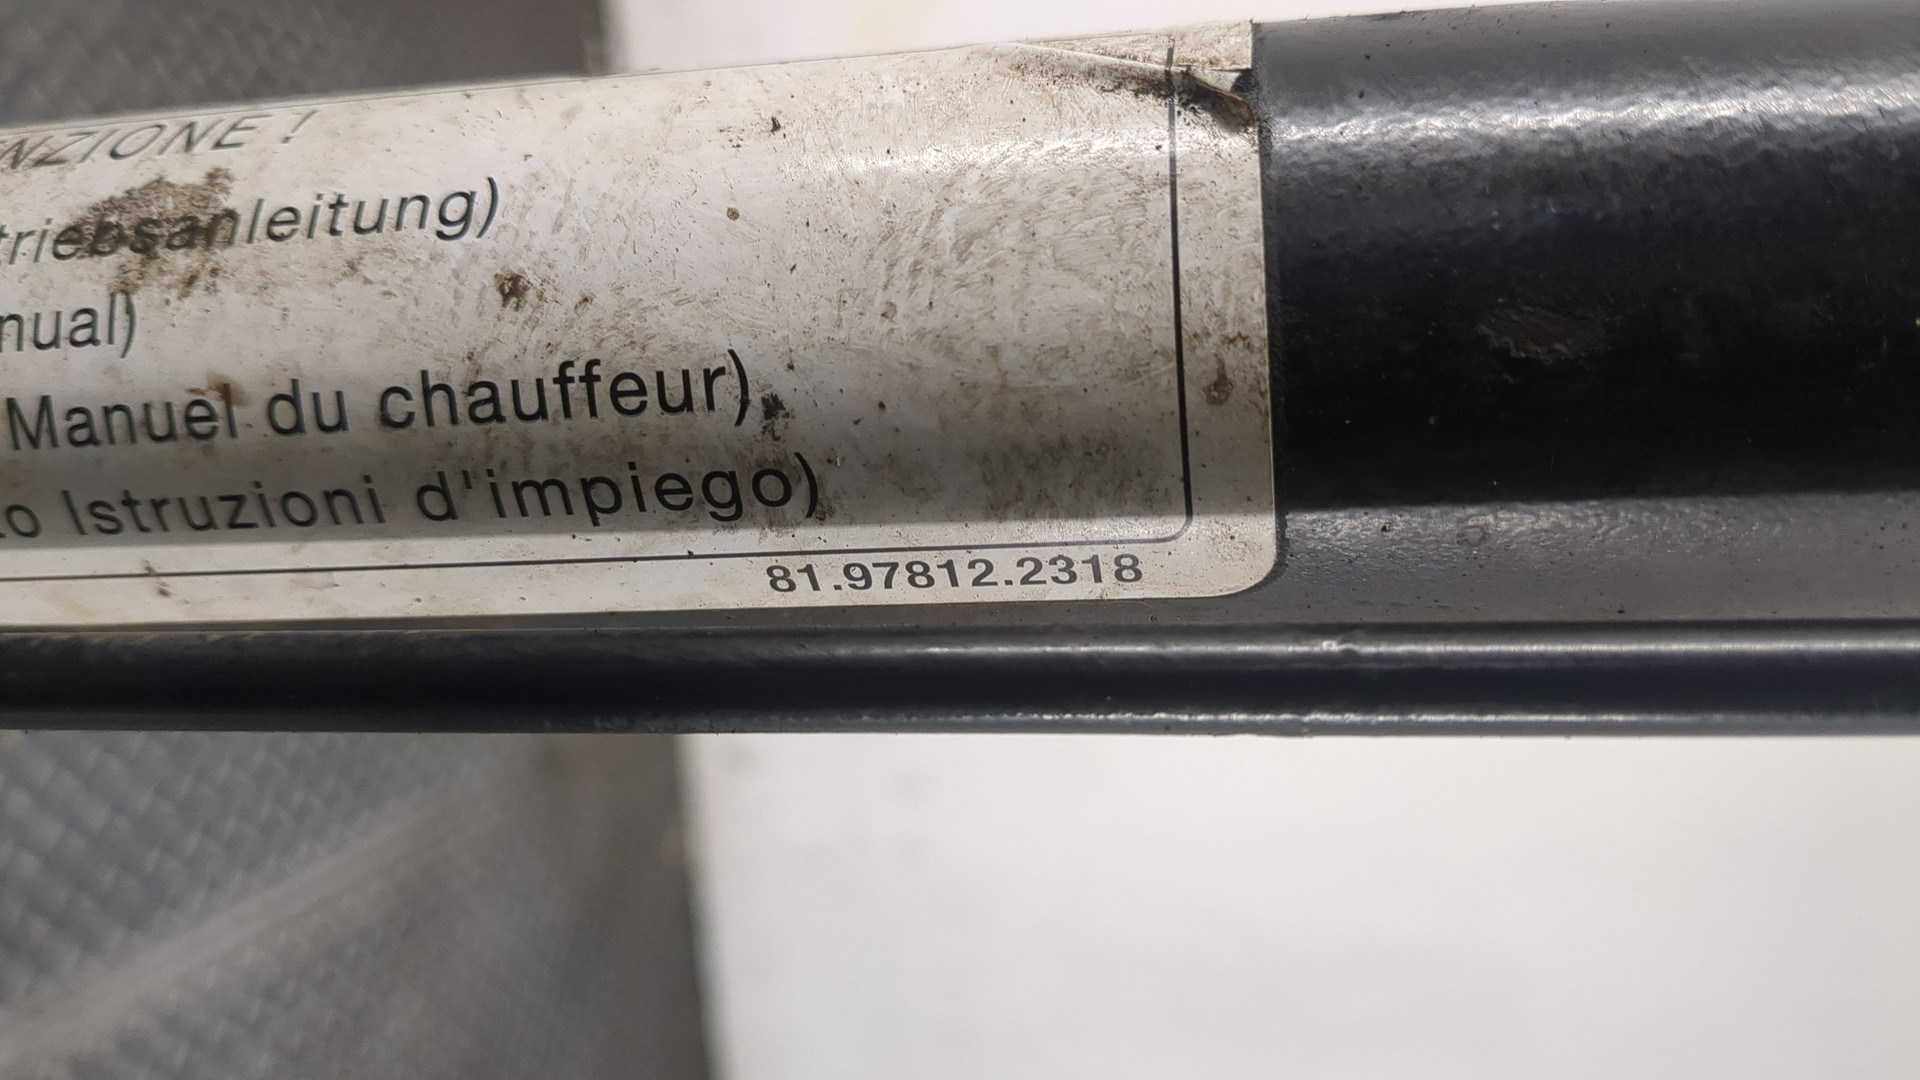 NZIONE !
triebsanleitung)
nual)
Manuel du chauffeur)
o Istruzioni d'impiego)
81.97812.2318